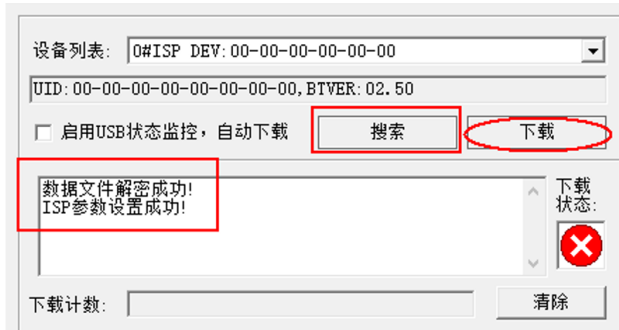 设备列表: 0#ISP DEV:00-00-00-00-00-00
UID:00-00-00-00-00-00-00-00,BTVER:02.50
启用USB状态监控，自动下载 搜索 下载
数据文件解密成功!
ISP参数设置成功!
下载
状态:
下载计数: 清除